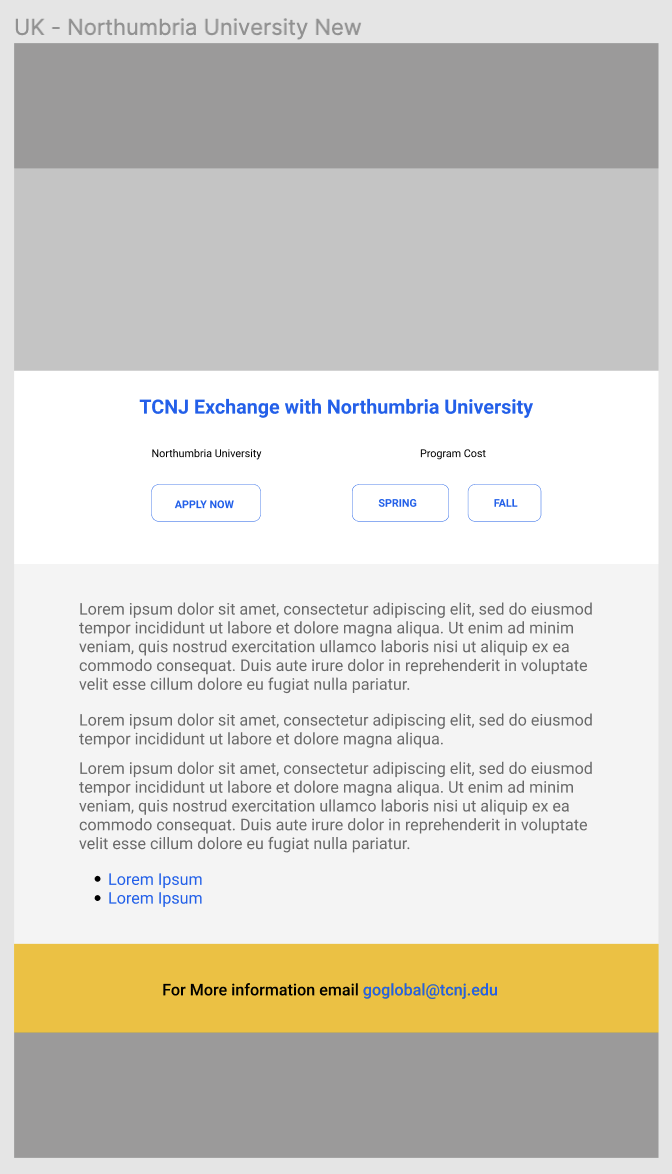 UK - Northumbria University New
TCNJ Exchange with Northumbria University
Northumbria University
Program Cost
APPLY NOW
SPRING
FALL
Lorem ipsum dolor sit amet, consectetur adipiscing elit, sed do eiusmod
tempor incididunt ut labore et dolore magna aliqua. Ut enim ad minim
veniam, quis nostrud exercitation ullamco laboris nisi ut aliquip ex ea
commodo consequat. Duis aute irure dolor in reprehenderit in voluptate
velit esse cillum dolore eu fugiat nulla pariatur.
Lorem ipsum dolor sit amet, consectetur adipiscing elit, sed do eiusmod
tempor incididunt ut labore et dolore magna aliqua.
Lorem ipsum dolor sit amet, consectetur adipiscing elit, sed do eiusmod
tempor incididunt ut labore et dolore magna aliqua. Ut enim ad minim
veniam, quis nostrud exercitation ullamco laboris nisi ut aliquip ex ea
commodo consequat. Duis aute irure dolor in reprehenderit in voluptate
velit esse cillum dolore eu fugiat nulla pariatur.
• Lorem Ipsum
• Lorem Ipsum
For More information email goglobal@tcnj.edu